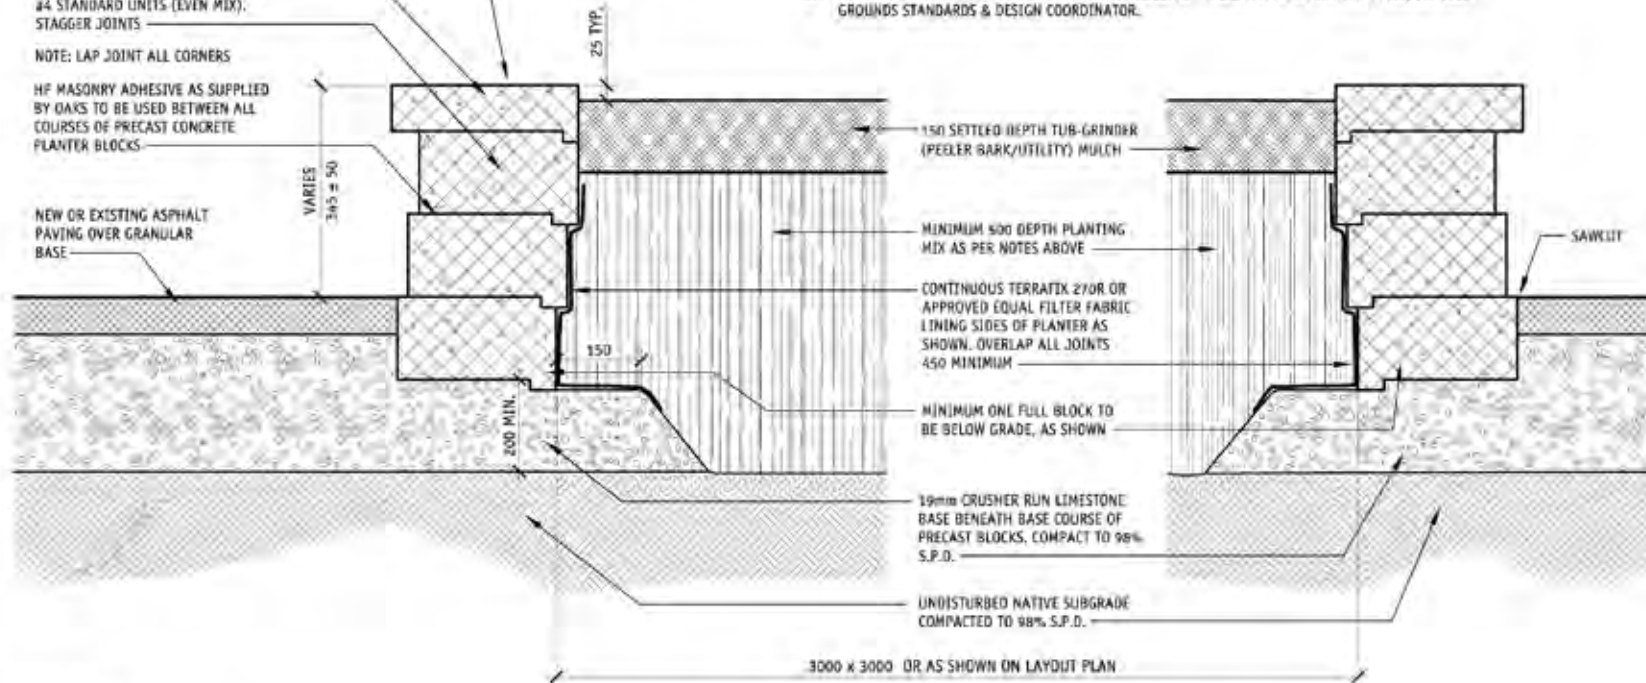 #4 STANDARD UNITS (EVEN MIX).
STAGGER JOINTS
NOTE: LAP JOINT ALL CORNERS
HF MASONRY ADHESIVE AS SUPPLIED
BY OAKS TO BE USED BETWEEN ALL
COURSES OF PRECAST CONCRETE
PLANTER BLOCKS
NEW OR EXISTING ASPHALT
PAVING OVER GRANULAR
BASE
VARIES
365 ± 50
25 TYP.
GROUNDS STANDARDS & DESIGN COORDINATOR.
150 SETTLED DEPTH TUB-GRINDER
(PEELER BARK/UTILITY) MULCH
MINIMUM 500 DEPTH PLANTING
MIX AS PER NOTES ABOVE
CONTINUOUS TERRAFIX 270R OR
APPROVED EQUAL FILTER FABRIC
LINING SIDES OF PLANTER AS
SHOWN. OVERLAP ALL JOINTS
450 MINIMUM
SAWCUT
150
200 MIN.
MINIMUM ONE FULL BLOCK TO
BE BELOW GRADE, AS SHOWN
19mm CRUSHER RUN LIMESTONE
BASE BENEATH BASE COURSE OF
PRECAST BLOCKS. COMPACT TO 98%
S.P.D.
UNDISTURBED NATIVE SUBGRADE
COMPACTED TO 98% S.P.D.
3000 x 3000 OR AS SHOWN ON LAYOUT PLAN